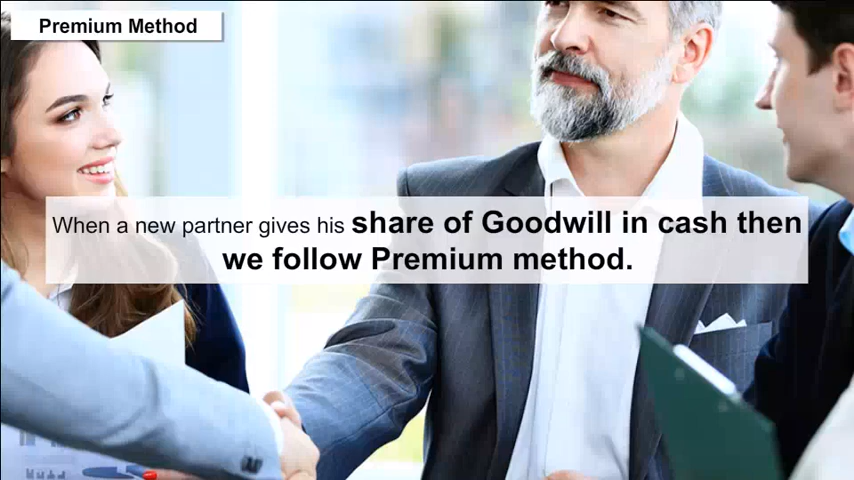 Premium Method
When a new partner gives his share of Goodwill in cash then
we follow Premium method.